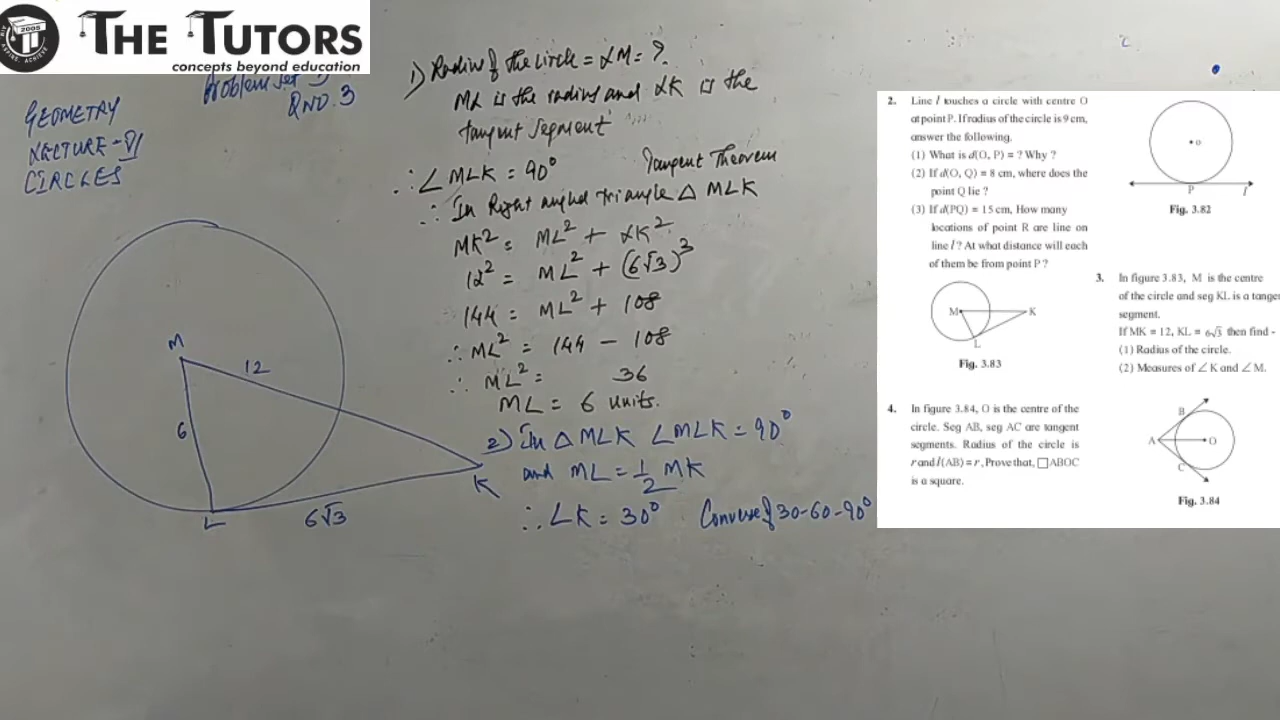 THE TUTORS
concepts beyond education
2005
Problem Set
Q NO. 3
GEOMETRY
LECTURE - VI
CIRCLES
M
12
6
L
6√3
K
1) Radius of the circle = LM = ?
ML is the radius and LK is the
tangent segment
∴ ∠MLK = 90° Tangent Theorem
∴ In Right angled triangle △ MLK
MK² = ML² + LK²
12² = ML² + (6√3)²
144 = ML² + 108
∴ ML² = 144 - 108
∴ ML² = 36
ML = 6 units.
2) In △ MLK ∠MLK = 90°
and ML = 1/2 MK
∴ ∠K = 30° Converse of 30-60-90°
2. Line l touches a circle with centre O
at point P. If radius of the circle is 9 cm,
answer the following.
(1) What is d(O, P) = ? Why ?
(2) If d(O, Q) = 8 cm, where does the
point Q lie ?
(3) If d(PQ) = 15 cm, How many
locations of point R are line on
line l ? At what distance will each
of them be from point P ?
o
P
l
Fig. 3.82
M
K
L
Fig. 3.83
3. In figure 3.83, M is the centre
of the circle and seg KL is a tange
segment.
If MK = 12, KL = 6√3 then find -
(1) Radius of the circle.
(2) Measures of ∠K and ∠M.
4. In figure 3.84, O is the centre of the
circle. Seg AB, seg AC are tangent
segments. Radius of the circle is
r and l(AB) = r, Prove that, □ABOC
is a square.
B
A
O
C
Fig. 3.84